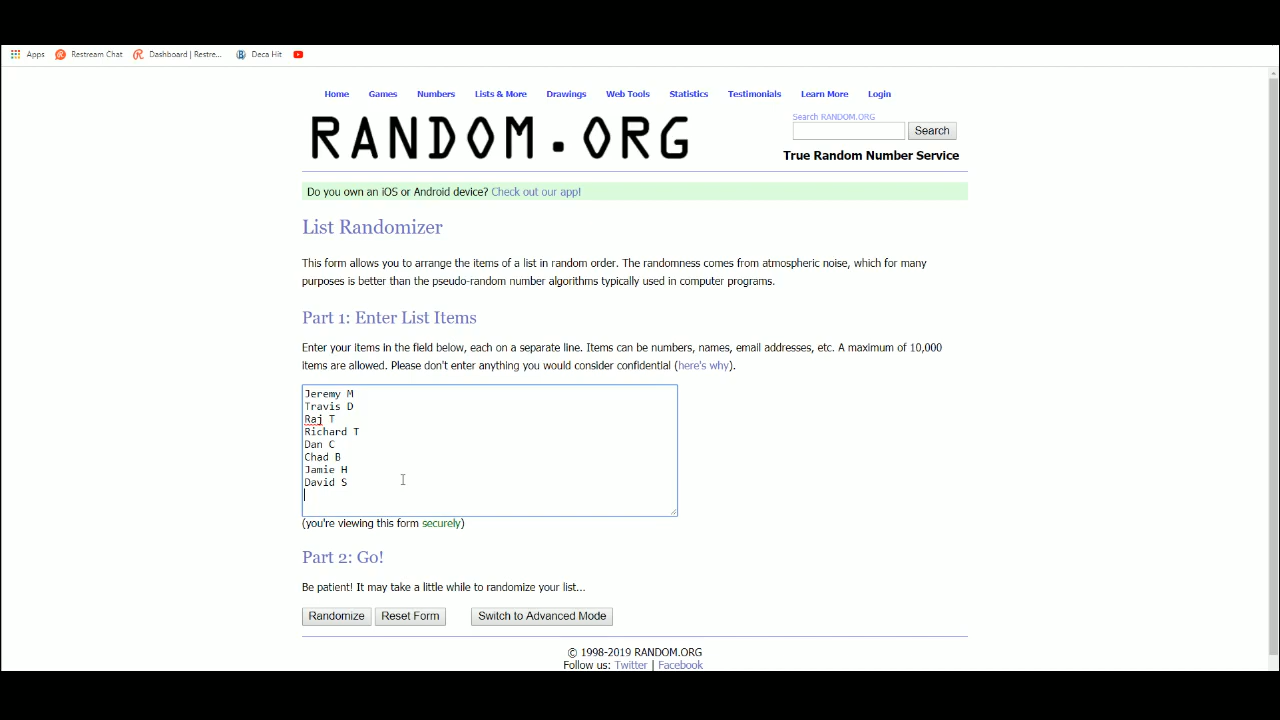 Apps Restream Chat Dashboard | Restre... Deca Hit
Home Games Numbers Lists & More Drawings Web Tools Statistics Testimonials Learn More Login
RANDOM.ORG
Search RANDOM.ORG
Search
True Random Number Service
Do you own an iOS or Android device? Check out our app!
List Randomizer
This form allows you to arrange the items of a list in random order. The randomness comes from atmospheric noise, which for many
purposes is better than the pseudo-random number algorithms typically used in computer programs.
Part 1: Enter List Items
Enter your items in the field below, each on a separate line. Items can be numbers, names, email addresses, etc. A maximum of 10,000
items are allowed. Please don't enter anything you would consider confidential (here's why).
Jeremy M
Travis D
Raj T
Richard T
Dan C
Chad B
Jamie H
David S
(you're viewing this form securely)
Part 2: Go!
Be patient! It may take a little while to randomize your list...
Randomize Reset Form Switch to Advanced Mode
© 1998-2019 RANDOM.ORG
Follow us: Twitter | Facebook